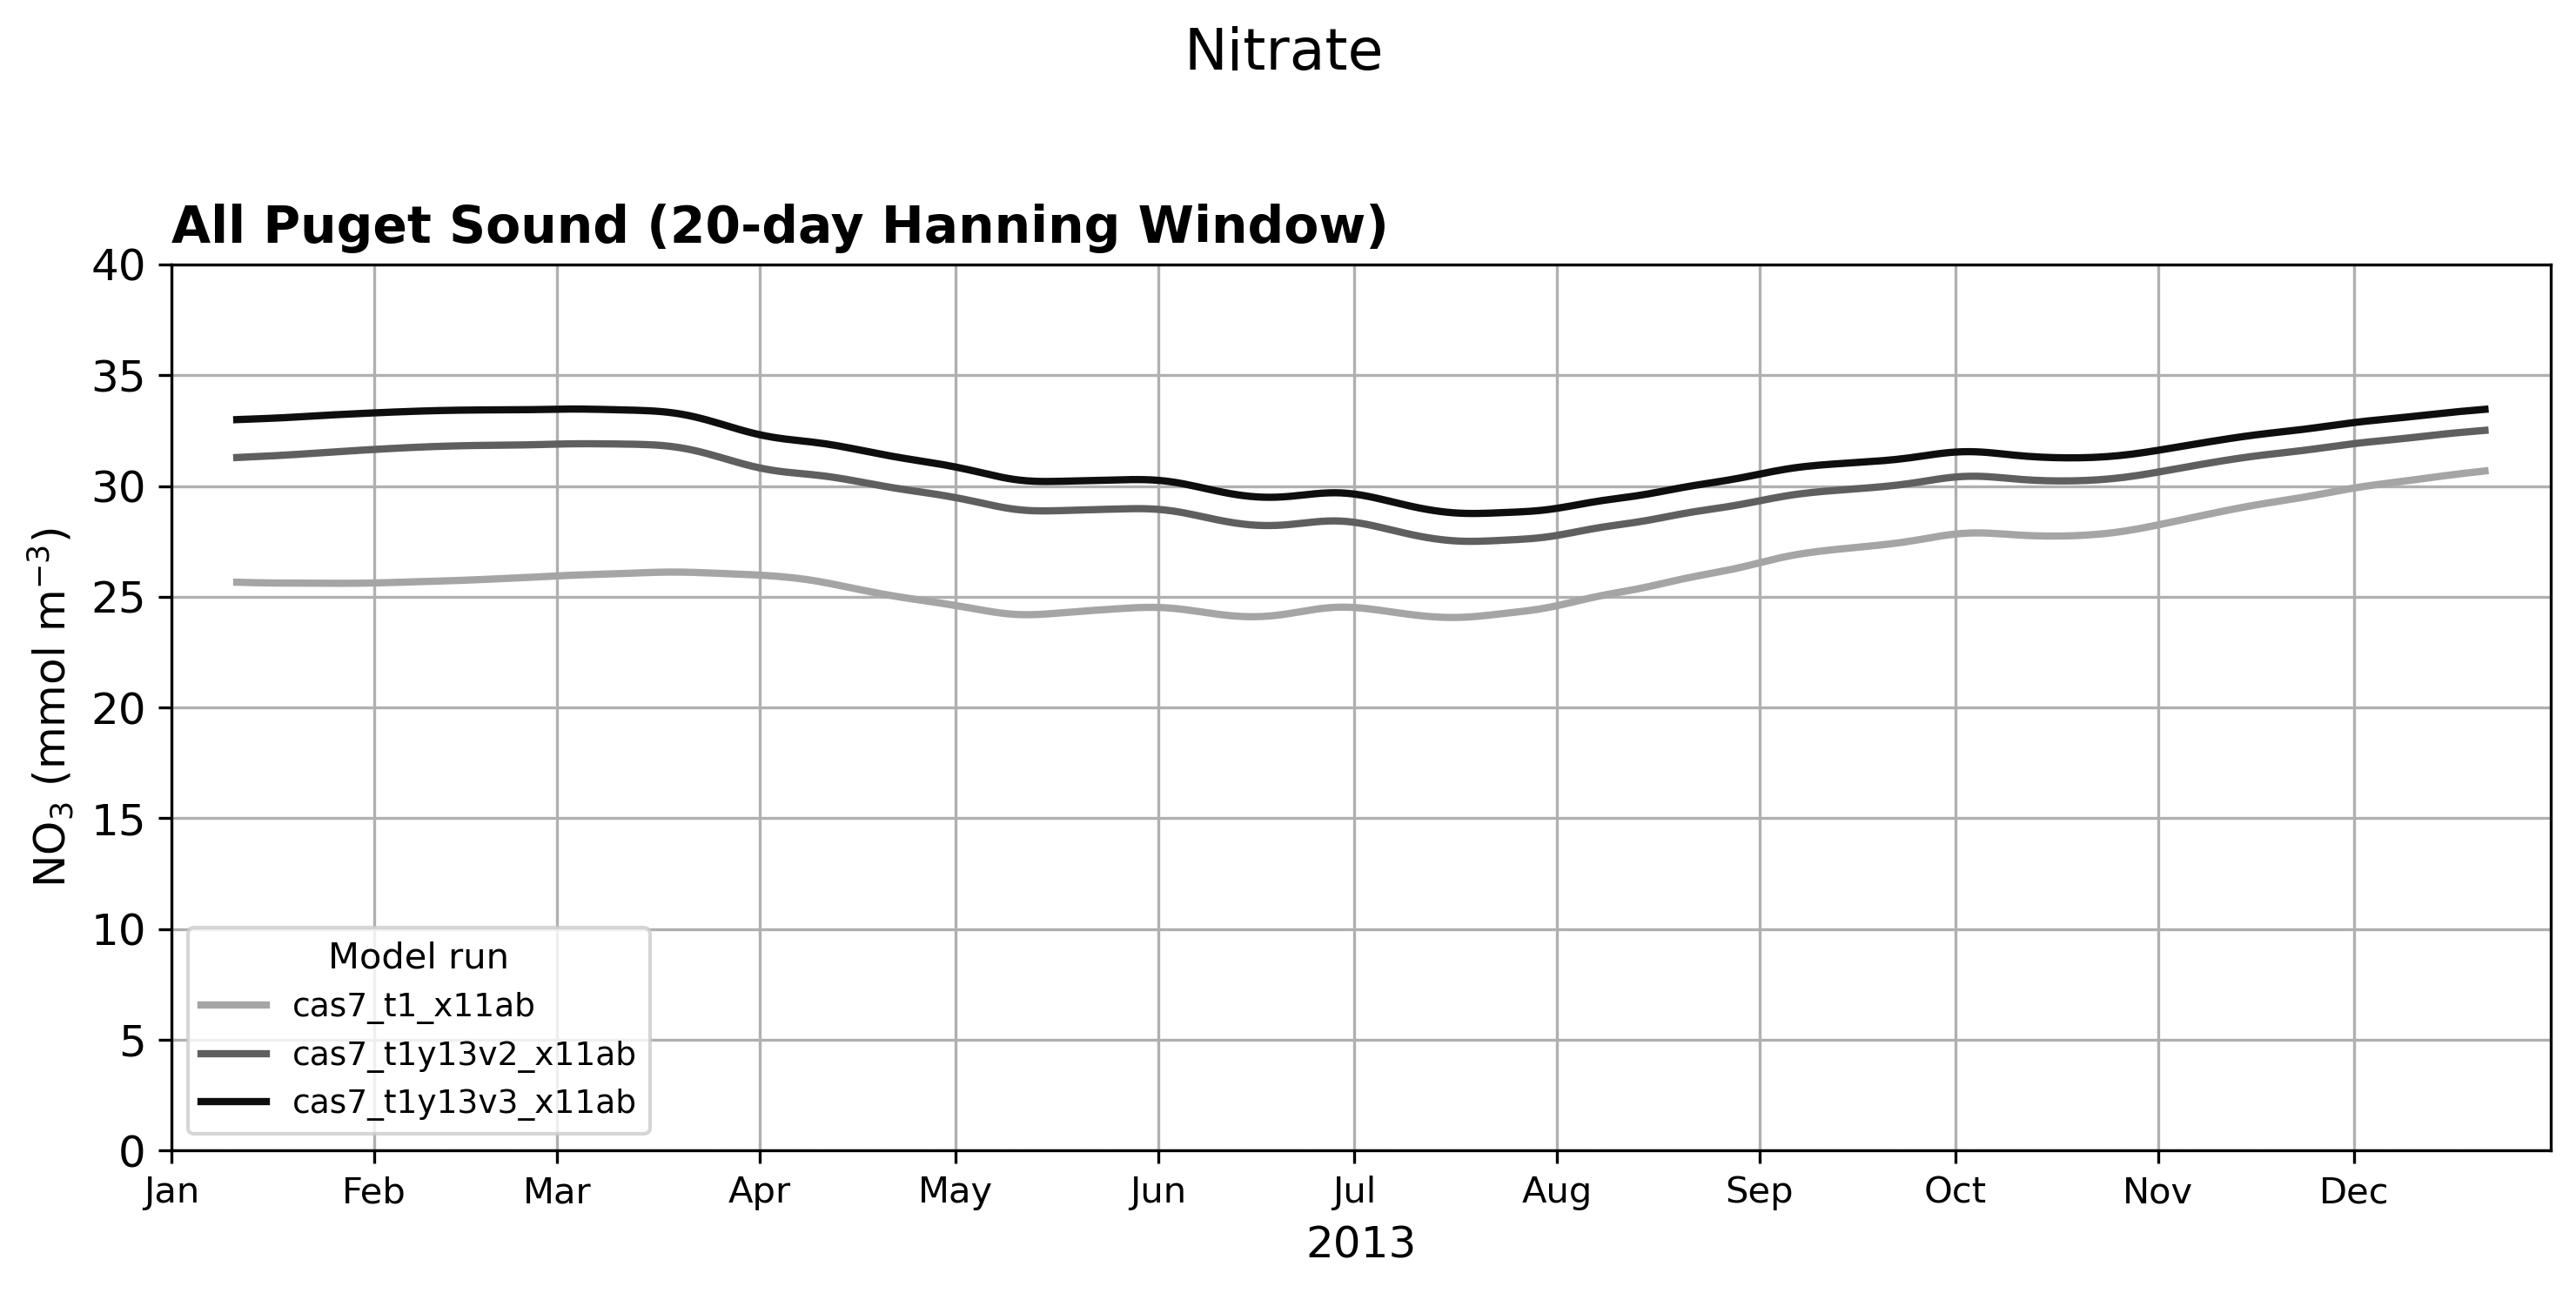 Nitrate
All Puget Sound (20-day Hanning Window)
40
35
30
25
20
15
10
5
0
NO₃ (mmol m⁻³)
Model run
cas7_t1_x11ab
cas7_t1y13v2_x11ab
cas7_t1y13v3_x11ab
Jan Feb Mar Apr May Jun Jul Aug Sep Oct Nov Dec
2013